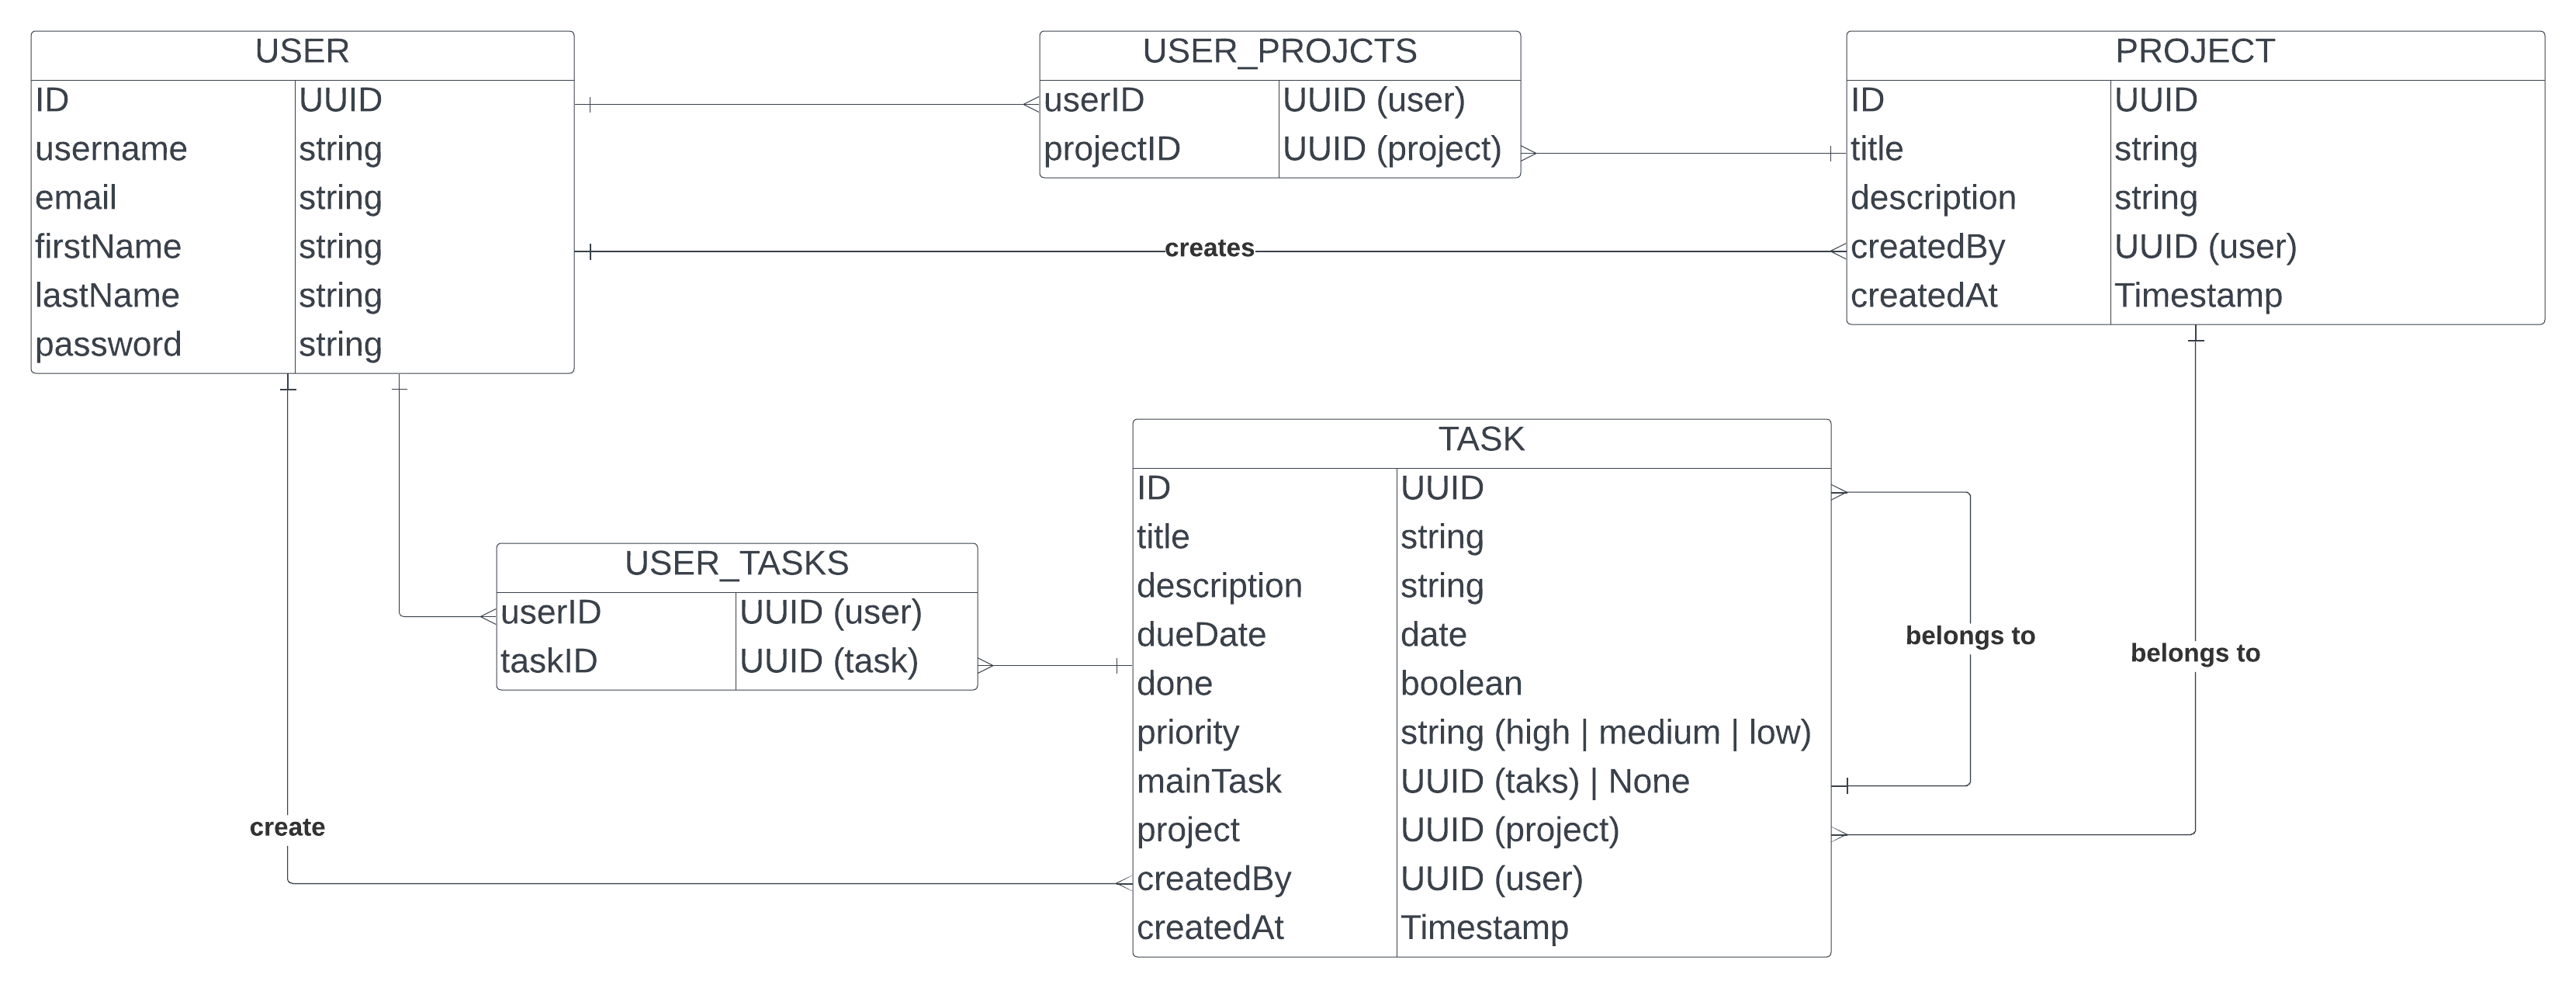 USER
ID UUID
username string
email string
firstName string
lastName string
password string
USER_PROJCTS
userID UUID (user)
projectID UUID (project)
PROJECT
ID UUID
title string
description string
createdBy UUID (user)
createdAt Timestamp
creates
TASK
ID UUID
title string
description string
dueDate date
done boolean
priority string (high | medium | low)
mainTask UUID (taks) | None
project UUID (project)
createdBy UUID (user)
createdAt Timestamp
USER_TASKS
userID UUID (user)
taskID UUID (task)
belongs to
belongs to
create